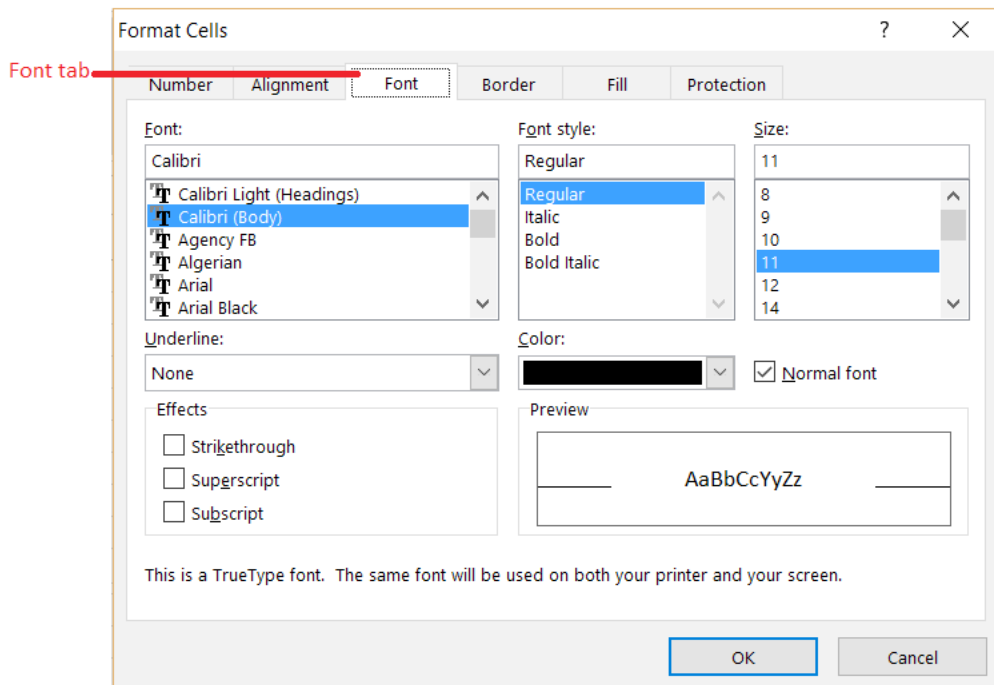 Format Cells ? ×
Font tab
Number Alignment Font Border Fill Protection
Font: Font style: Size:
Calibri Regular 11
Calibri Light (Headings) Regular 8
Calibri (Body) Italic 9
Agency FB Bold 10
Algerian Bold Italic 11
Arial 12
Arial Black 14
Underline: Color:
None Normal font
Effects Preview
Strikethrough
Superscript AaBbCcYyZz
Subscript
This is a TrueType font. The same font will be used on both your printer and your screen.
OK Cancel